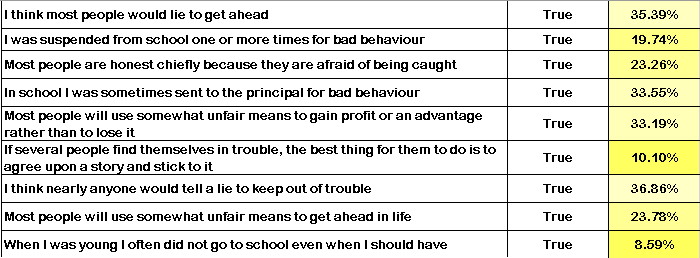 I think most people would lie to get ahead True 35.39%
I was suspended from school one or more times for bad behaviour True 19.74%
Most people are honest chiefly because they are afraid of being caught True 23.26%
In school I was sometimes sent to the principal for bad behaviour True 33.55%
Most people will use somewhat unfair means to gain profit or an advantage
rather than to lose it True 33.19%
If several people find themselves in trouble, the best thing for them to do is to
agree upon a story and stick to it True 10.10%
I think nearly anyone would tell a lie to keep out of trouble True 36.86%
Most people will use somewhat unfair means to get ahead in life True 23.78%
When I was young I often did not go to school even when I should have True 8.59%